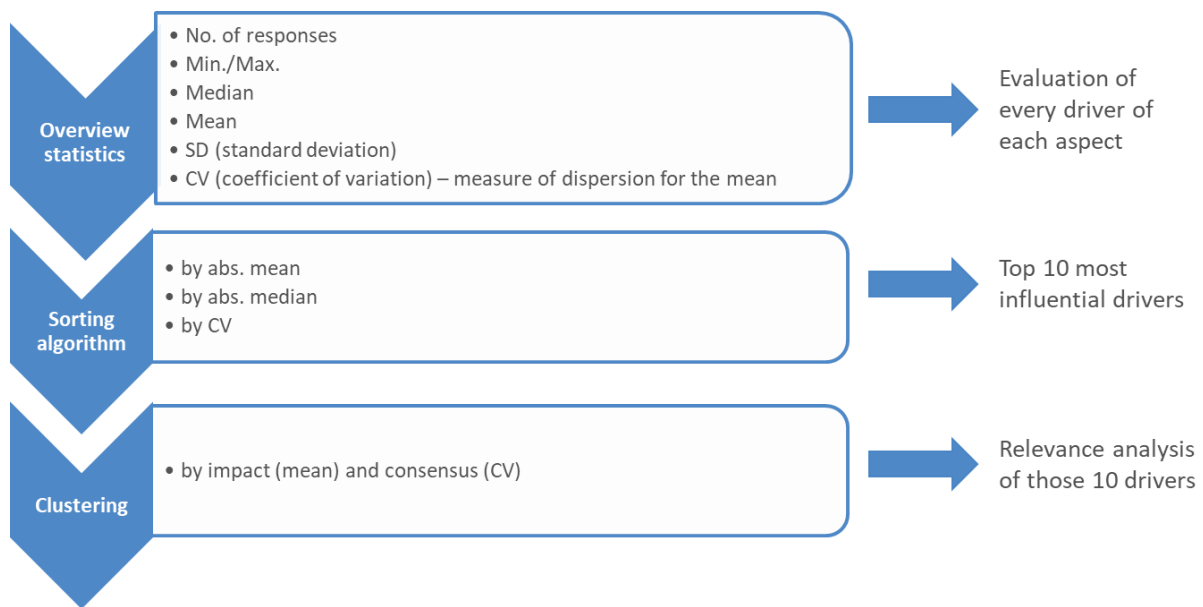 Overview
statistics
• No. of responses
• Min./Max.
• Median
• Mean
• SD (standard deviation)
• CV (coefficient of variation) – measure of dispersion for the mean
Evaluation of
every driver of
each aspect
Sorting
algorithm
• by abs. mean
• by abs. median
• by CV
Top 10 most
influential drivers
Clustering
• by impact (mean) and consensus (CV)
Relevance analysis
of those 10 drivers